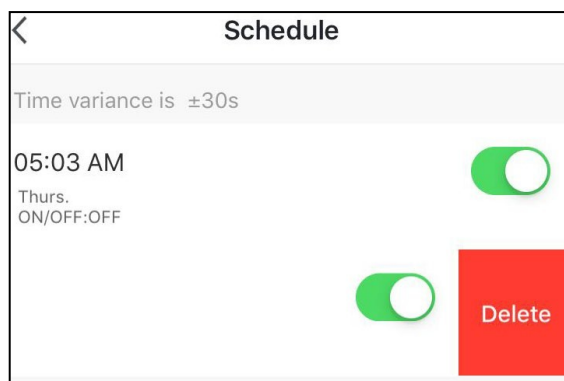 Schedule
Time variance is ±30s
05:03 AM
Thurs.
ON/OFF:OFF
Delete